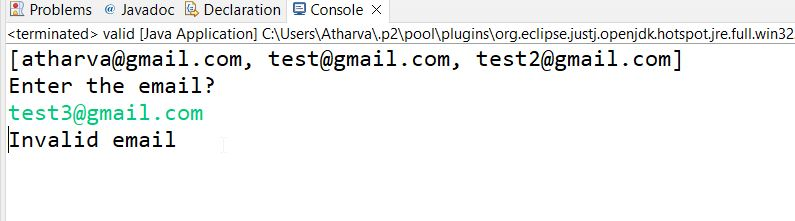 Problems @ Javadoc Declaration Console
<terminated> valid [Java Application] C:\Users\Atharva\.p2\pool\plugins\org.eclipse.justj.openjdk.hotspot.jre.full.win32
[atharva@gmail.com, test@gmail.com, test2@gmail.com]
Enter the email?
test3@gmail.com
Invalid email